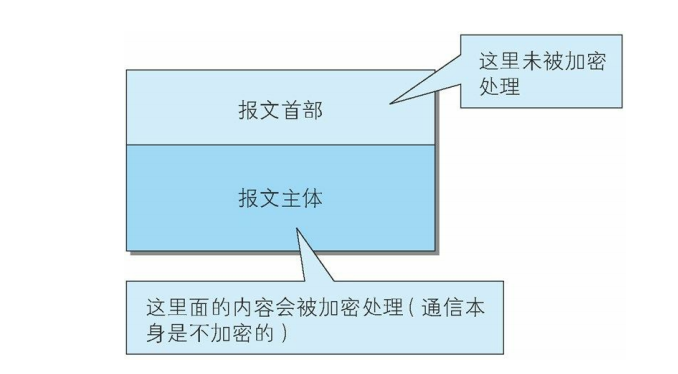 这里未被加密
处理
报文首部
报文主体
这里面的内容会被加密处理(通信本
身是不加密的)